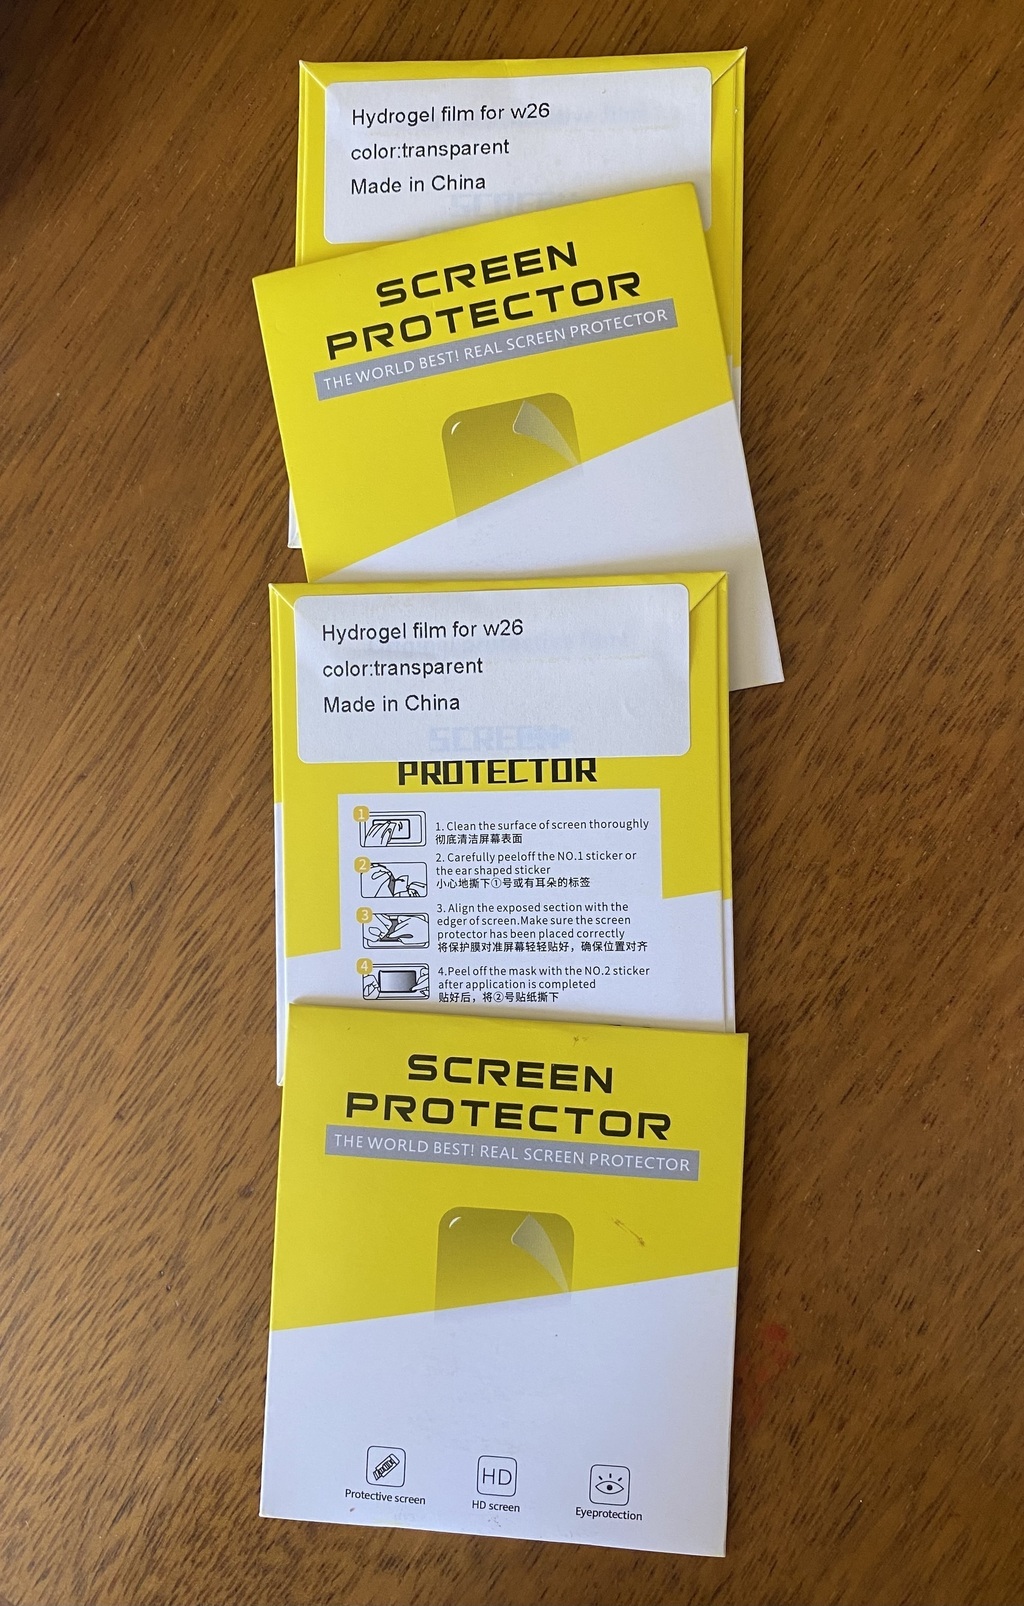 Hydrogel film for w26
color:transparent
Made in China
SCREEN
PROTECTOR
THE WORLD BEST! REAL SCREEN PROTECTOR
Hydrogel film for w26
color:transparent
Made in China
SCREEN
PROTECTOR
1
1. Clean the surface of screen thoroughly
彻底清洁屏幕表面
2
2. Carefully peeloff the NO.1 sticker or
the ear shaped sticker
小心地撕下①号或有耳朵的标签
3
3. Align the exposed section with the
edger of screen.Make sure the screen
protector has been placed correctly
将保护膜对准屏幕轻轻贴好，确保位置对齐
4
4.Peel off the mask with the NO.2 sticker
after application is completed
贴好后，将②号贴纸撕下
SCREEN
PROTECTOR
THE WORLD BEST! REAL SCREEN PROTECTOR
HD
Protective screen
HD screen
Eyeprotection